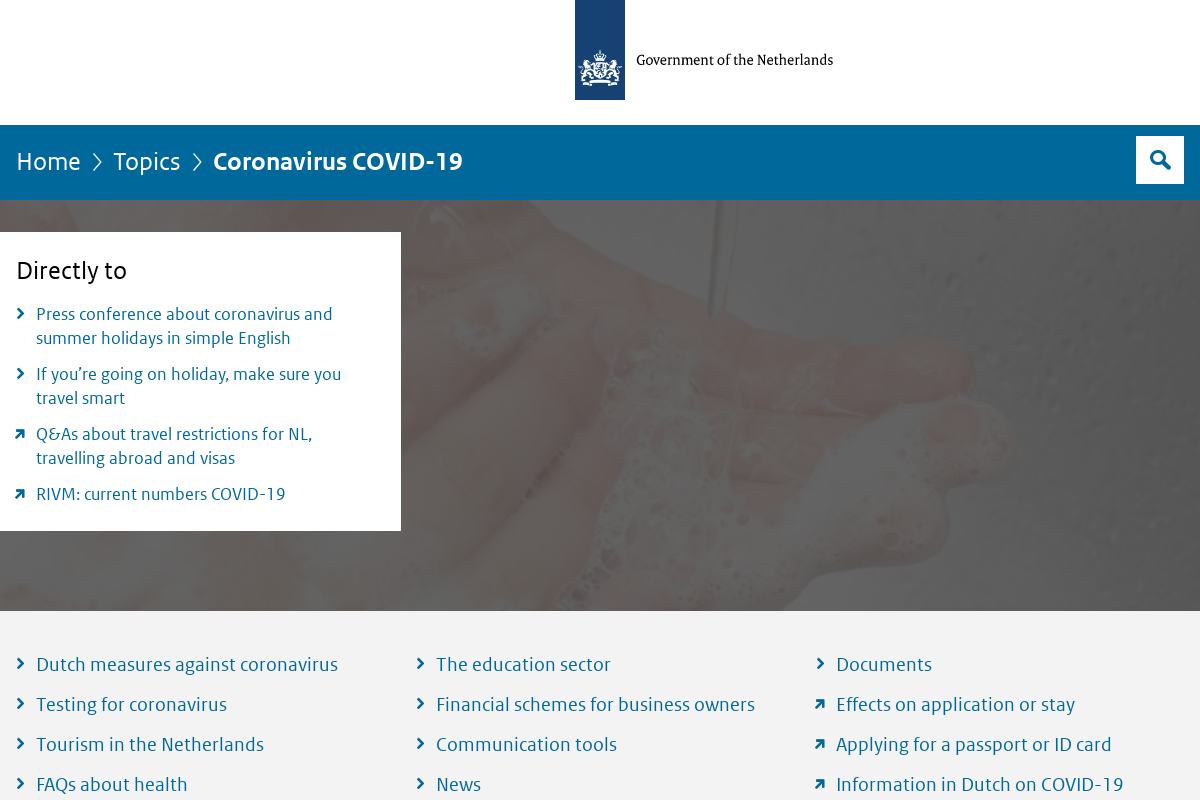 Government of the Netherlands
Home > Topics > Coronavirus COVID-19
Directly to
Press conference about coronavirus and
summer holidays in simple English
If you’re going on holiday, make sure you
travel smart
Q&As about travel restrictions for NL,
travelling abroad and visas
RIVM: current numbers COVID-19
Dutch measures against coronavirus
Testing for coronavirus
Tourism in the Netherlands
FAQs about health
The education sector
Financial schemes for business owners
Communication tools
News
Documents
Effects on application or stay
Applying for a passport or ID card
Information in Dutch on COVID-19